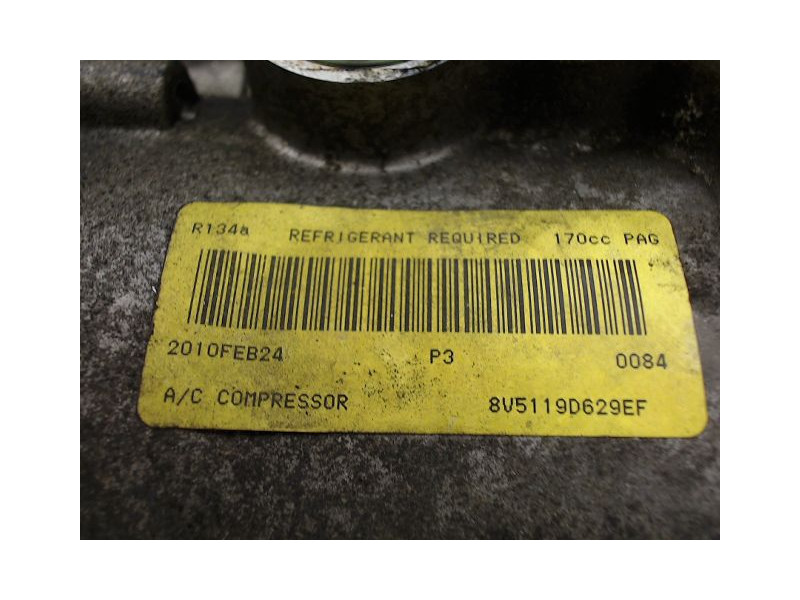 R134a REFRIGERANT REQUIRED 170cc PAG
2010FEB24 P3 0084
A/C COMPRESSOR 8V5119D629EF